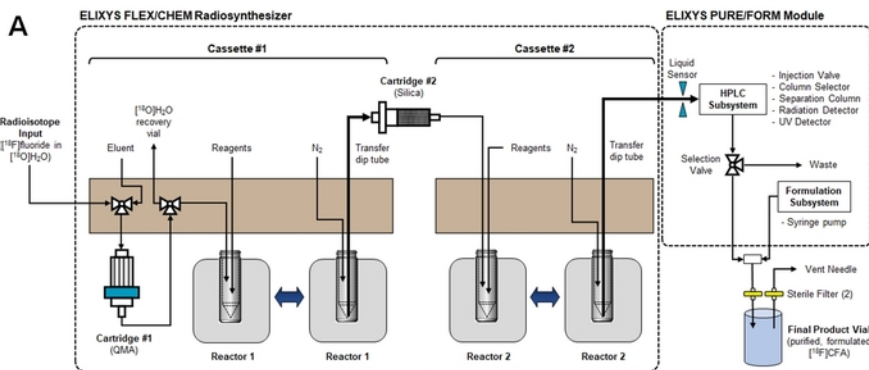 A
ELIXYS FLEX/CHEM Radiosynthesizer
ELIXYS PURE/FORM Module
Cassette #1
Cassette #2
Radioisotope
Input
([¹⁸F]fluoride in
[¹⁸O]H₂O)
Eluent
[¹⁸O]H₂O
recovery
vial
Reagents
N₂
Transfer
dip tube
Cartridge #2
(Silica)
Reagents
N₂
Transfer
dip tube
Liquid
Sensor
HPLC
Subsystem
- Injection Valve
- Column Selector
- Separation Column
- Radiation Detector
- UV Detector
Selection
Valve
Waste
Formulation
Subsystem
- Syringe pump
Vent Needle
Sterile Filter (2)
Final Product Vial
(purified, formulated
[¹⁸F]CFA)
Cartridge #1
(QMA)
Reactor 1
Reactor 1
Reactor 2
Reactor 2